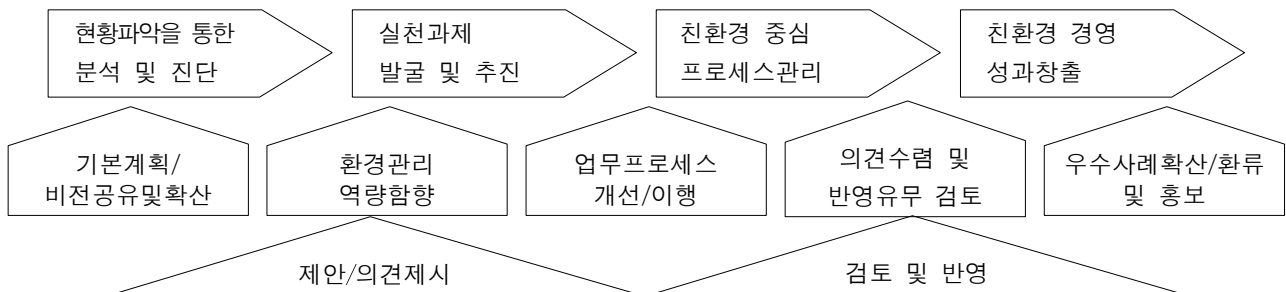 현황파악을 통한
분석 및 진단
실천과제
발굴 및 추진
친환경 중심
프로세스관리
친환경 경영
성과창출
기본계획/
비전공유및확산
환경관리
역량함향
업무프로세스
개선/이행
의견수렴 및
반영유무 검토
우수사례확산/환류
및 홍보
제안/의견제시
검토 및 반영